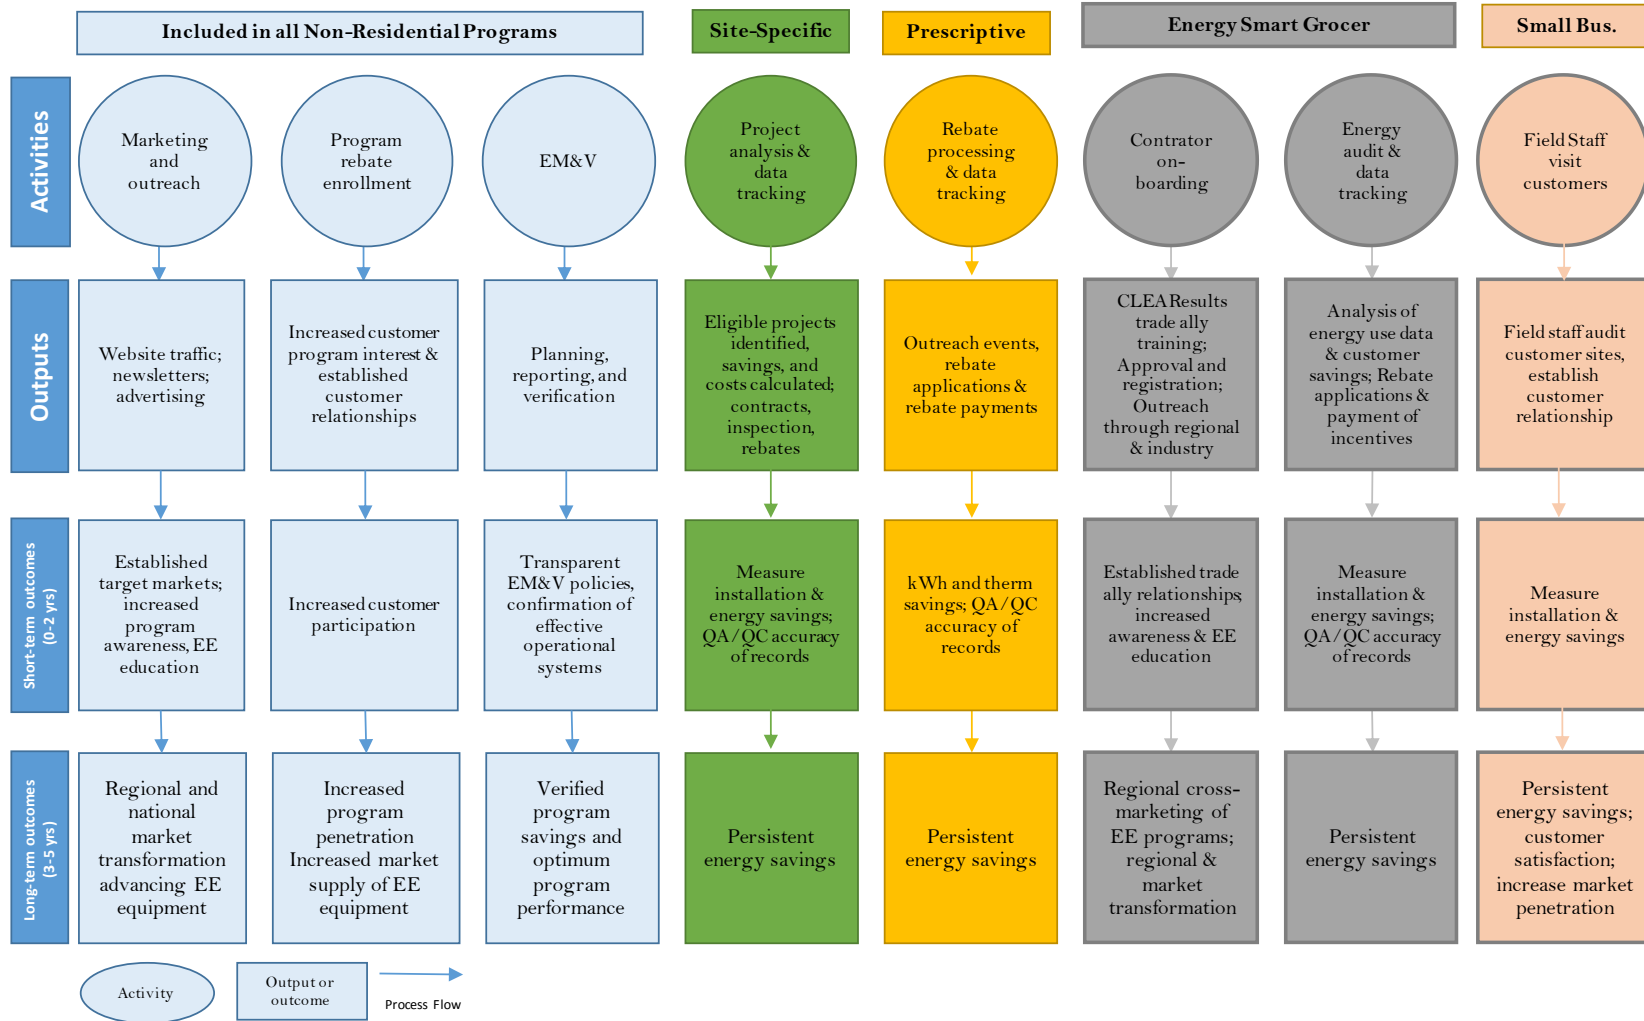 Included in all Non-Residential Programs
Site-Specific
Prescriptive
Energy Smart Grocer
Small Bus.
Activities
Marketing
and
outreach
Program
rebate
enrollment
EM&V
Project
analysis &
data
tracking
Rebate
processing
& data
tracking
Contrator
on-
boarding
Energy
audit &
data
tracking
Field Staff
visit
customers
Outputs
Website traffic;
newsletters;
advertising
Increased customer
program interest &
established
customer
relationships
Planning,
reporting, and
verification
Eligible projects
identified,
savings, and
costs calculated;
contracts,
inspection,
rebates
Outreach events,
rebate
applications &
rebate payments
CLEAResults
trade ally
training;
Approval and
registration;
Outreach
through regional
& industry
Analysis of
energy use data
& customer
savings; Rebate
applications &
payment of
incentives
Field staff audit
customer sites,
establish
customer
relationship
Short-term outcomes
(0-2 yrs)
Established
target markets;
increased
program
awareness, EE
education
Increased customer
participation
Transparent
EM&V policies,
confirmation of
effective
operational
systems
Measure
installation &
energy savings;
QA/QC accuracy
of records
kWh and therm
savings; QA/QC
accuracy of
records
Established trade
ally relationships;
increased
awareness & EE
education
Measure
installation &
energy savings;
QA/QC accuracy
of records
Measure
installation &
energy savings
Long-term outcomes
(3-5 yrs)
Regional and
national
market
transformation
advancing EE
equipment
Increased
program
penetration
Increased market
supply of EE
equipment
Verified
program
savings and
optimum
program
performance
Persistent
energy savings
Persistent
energy savings
Regional cross-
marketing of
EE programs;
regional &
market
transformation
Persistent
energy savings
Persistent
energy savings;
customer
satisfaction;
increase market
penetration
Activity
Output or
outcome
Process Flow